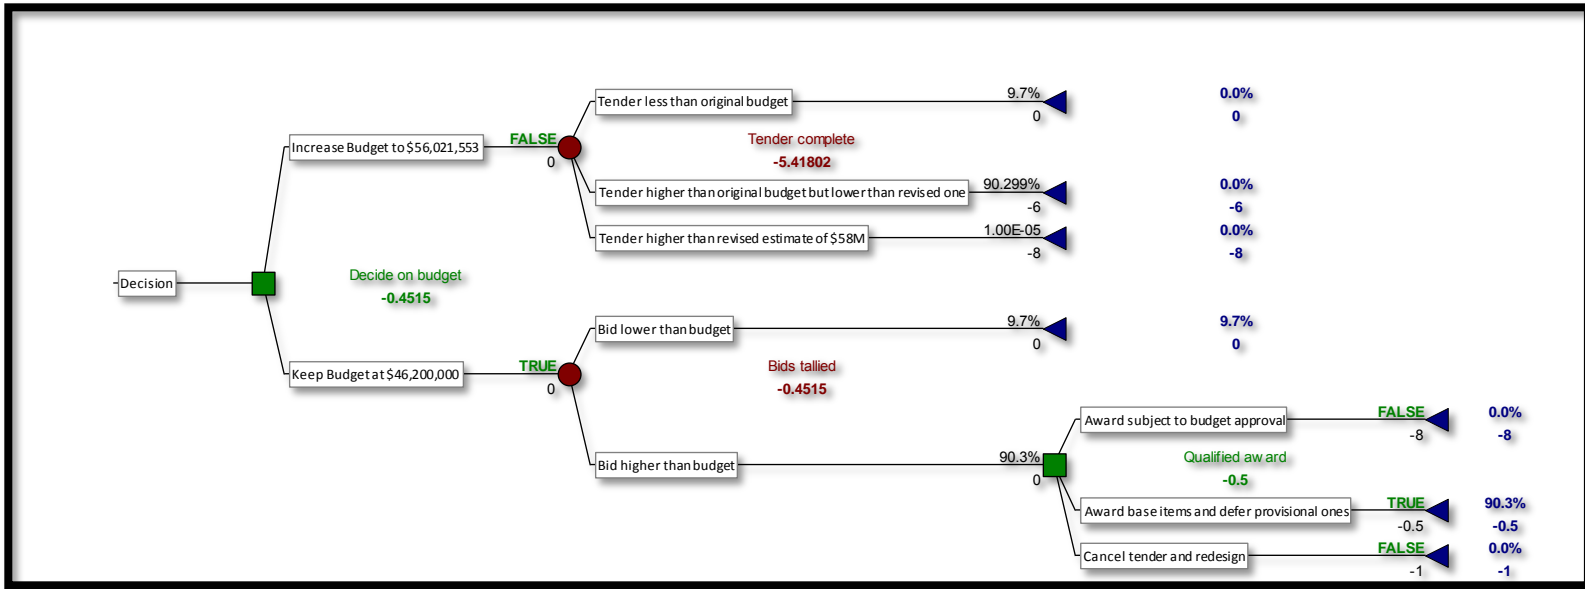 Tender less than original budget
9.7%
0
0.0%
0
Increase Budget to $56,021,553
FALSE
0
Tender complete
-5.41802
Tender higher than original budget but lower than revised one
90.299%
-6
0.0%
-6
Tender higher than revised estimate of $58M
1.00E-05
-8
0.0%
-8
Decision
Decide on budget
-0.4515
Bid lower than budget
9.7%
0
9.7%
0
Keep Budget at $46,200,000
TRUE
0
Bids tallied
-0.4515
Bid higher than budget
90.3%
0
Award subject to budget approval
FALSE
-8
0.0%
-8
Qualified award
-0.5
Award base items and defer provisional ones
TRUE
-0.5
90.3%
-0.5
Cancel tender and redesign
FALSE
-1
0.0%
-1